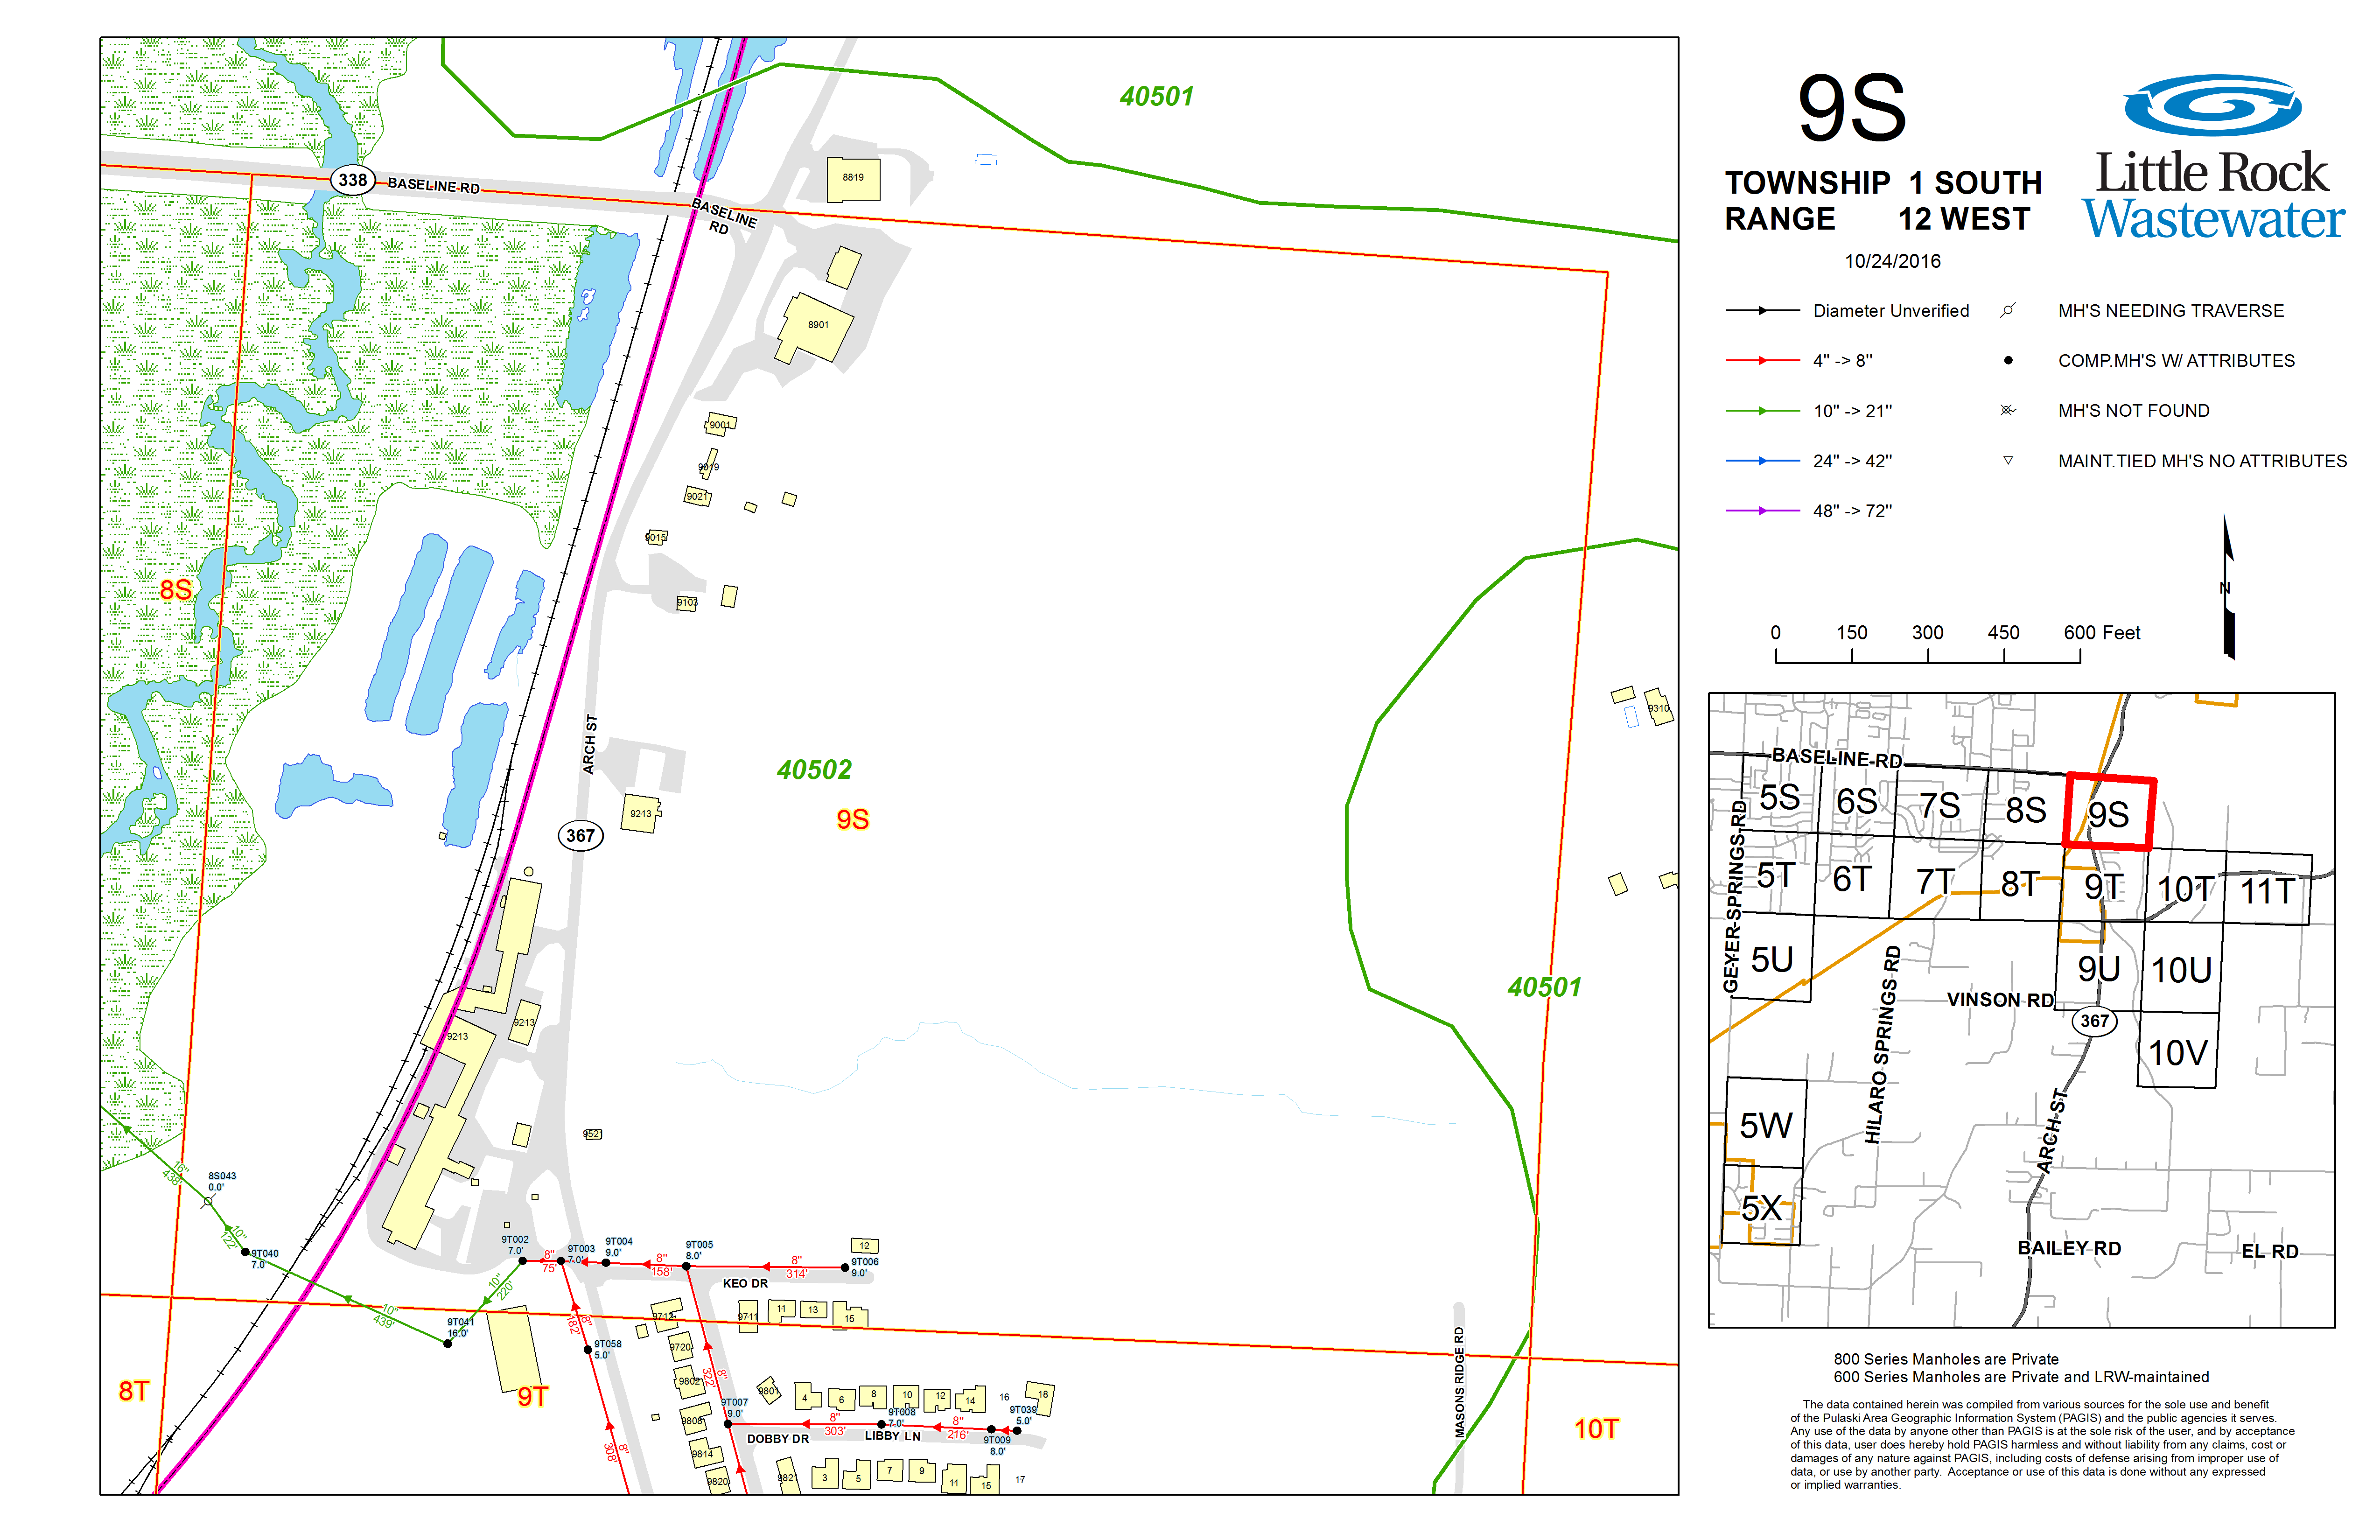 40501
338
BASELINE RD
BASELINE
RD
8819
8901
9001
9019
9021
9015
9103
8S
ARCH ST
40502
9S
9213
367
9310
40501
9213
9213
9521
16"
438'
8S043
0.0'
10"
122'
9T040
7.0'
10"
439'
9T041
16.0'
10"
220'
9T002
7.0'
8"
75'
9T003
7.0'
9T004
9.0'
8"
158'
9T005
8.0'
8"
314'
12
9T006
9.0'
KEO DR
8"
182'
9T058
5.0'
9712
9711
11
13
15
9720
8"
322'
9802
9801
4
6
8
10
12
14
16
18
9T007
9.0'
9808
8"
303'
9T008
7.0'
8"
216'
9T039
5.0'
9T009
8.0'
DOBBY DR
LIBBY LN
8"
308'
9814
9820
9821
3
5
7
9
11
15
17
MASONS RIDGE RD
8T
9T
10T
9S
TOWNSHIP 1 SOUTH
RANGE 12 WEST
10/24/2016
Little Rock
Wastewater
Diameter Unverified
4" -> 8"
10" -> 21"
24" -> 42"
48" -> 72"
MH'S NEEDING TRAVERSE
COMP.MH'S W/ ATTRIBUTES
MH'S NOT FOUND
MAINT.TIED MH'S NO ATTRIBUTES
N
0 150 300 450 600 Feet
BASELINE RD
5S 6S 7S 8S 9S
5T 6T 7T 8T 9T 10T 11T
5U 9U 10U
GEYER SPRINGS RD
HILARO SPRINGS RD
VINSON RD
367
10V
5W
ARCH ST
5X
BAILEY RD
EL RD
800 Series Manholes are Private
600 Series Manholes are Private and LRW-maintained
The data contained herein was compiled from various sources for the sole use and benefit
of the Pulaski Area Geographic Information System (PAGIS) and the public agencies it serves.
Any use of the data by anyone other than PAGIS is at the sole risk of the user, and by acceptance
of this data, user does hereby hold PAGIS harmless and without liability from any claims, cost or
damages of any nature against PAGIS, including costs of defense arising from improper use of
data, or use by another party. Acceptance or use of this data is done without any expressed
or implied warranties.